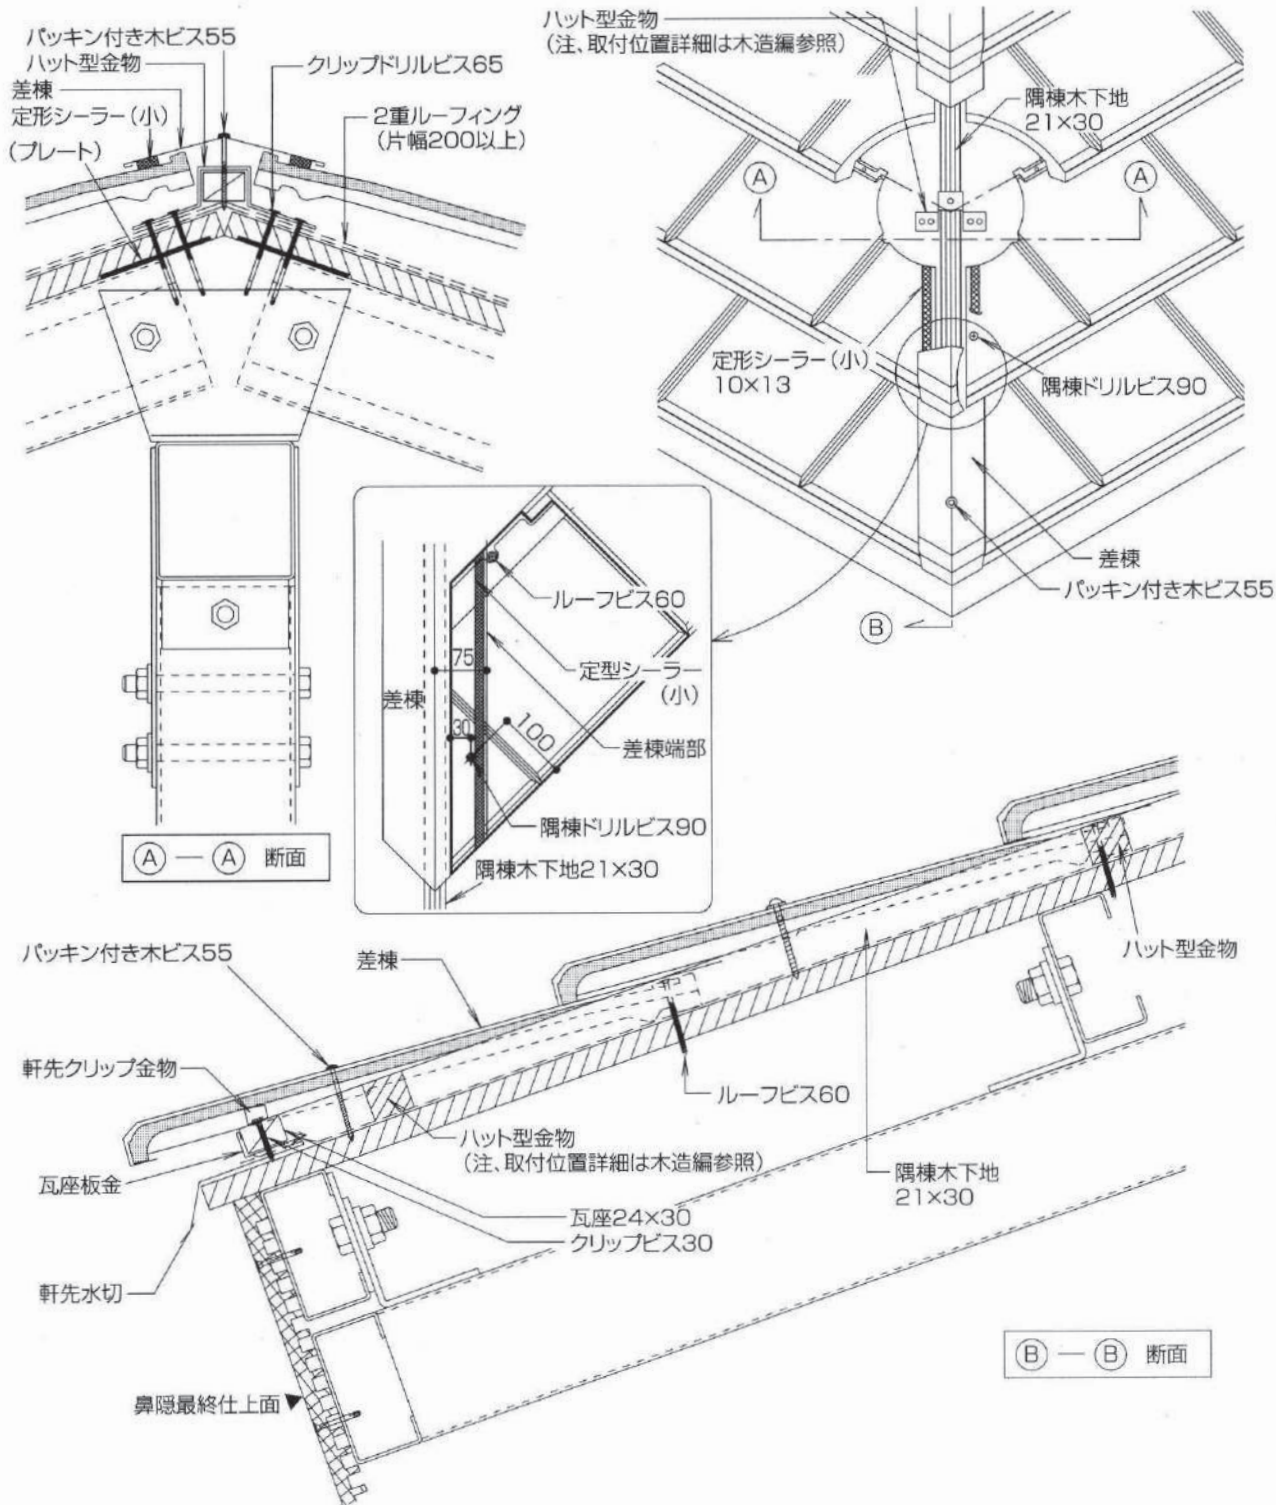 パッキン付き木ビス55
ハット型金物
差棟
定形シーラー(小)
(プレート)
クリップドリルビス65
2重ルーフィング
(片幅200以上)
Ⓐ — Ⓐ 断面
ハット型金物
(注、取付位置詳細は木造編参照)
隅棟木下地
21×30
Ⓐ
Ⓐ
定形シーラー(小)
10×13
隅棟ドリルビス90
差棟
パッキン付き木ビス55
Ⓑ
ルーフビス60
75
定型シーラー
(小)
差棟
30
100
差棟端部
隅棟ドリルビス90
隅棟木下地21×30
パッキン付き木ビス55
差棟
ハット型金物
軒先クリップ金物
ルーフビス60
ハット型金物
(注、取付位置詳細は木造編参照)
瓦座板金
隅棟木下地
21×30
瓦座24×30
クリップビス30
軒先水切
鼻隠最終仕上面
Ⓑ — Ⓑ 断面